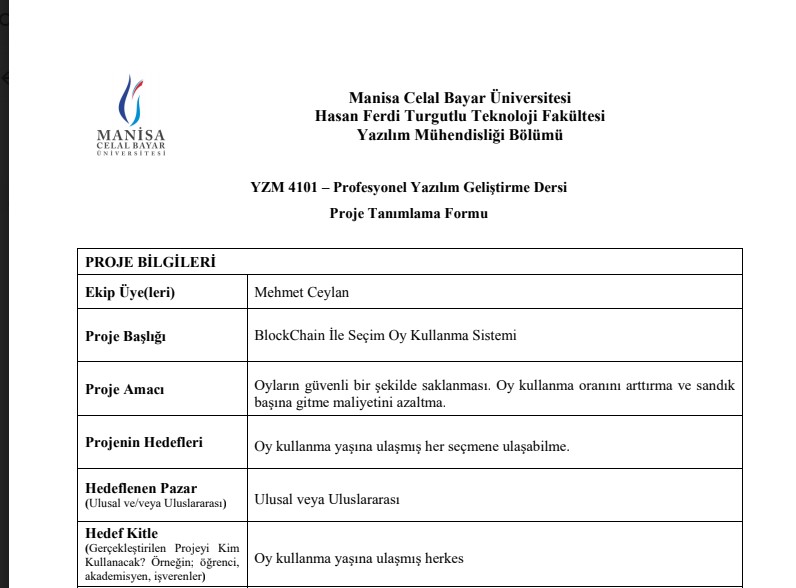 MANİSA
CELAL BAYAR
ÜNİVERSİTESİ
Manisa Celal Bayar Üniversitesi
Hasan Ferdi Turgutlu Teknoloji Fakültesi
Yazılım Mühendisliği Bölümü
YZM 4101 – Profesyonel Yazılım Geliştirme Dersi
Proje Tanımlama Formu
PROJE BİLGİLERİ
Ekip Üye(leri)
Mehmet Ceylan
Proje Başlığı
BlockChain İle Seçim Oy Kullanma Sistemi
Proje Amacı
Oyların güvenli bir şekilde saklanması. Oy kullanma oranını arttırma ve sandık
başına gitme maliyetini azaltma.
Projenin Hedefleri
Oy kullanma yaşına ulaşmış her seçmene ulaşabilme.
Hedeflenen Pazar
(Ulusal ve/veya Uluslararası)
Ulusal veya Uluslararası
Hedef Kitle
(Gerçekleştirilen Projeyi Kim
Kullanacak? Örneğin; öğrenci,
akademisyen, işverenler)
Oy kullanma yaşına ulaşmış herkes